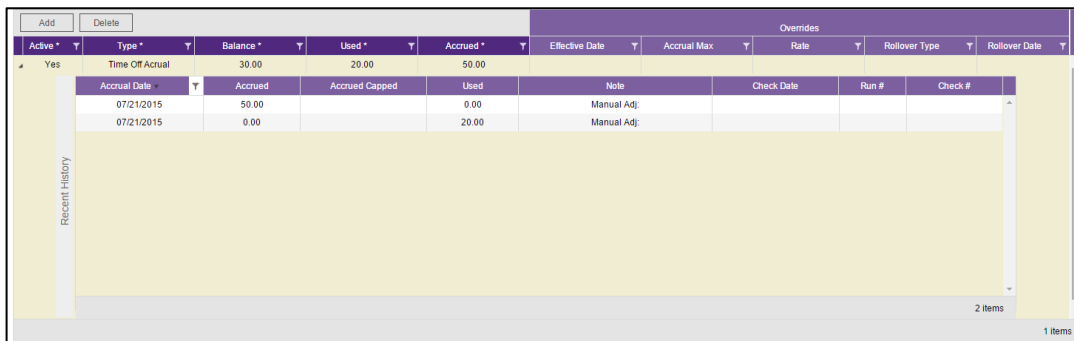 Add Delete
Overrides
Active * Type * Balance * Used * Accrued * Effective Date Accrual Max Rate Rollover Type Rollover Date
Yes Time Off Acrual 30.00 20.00 50.00
Accrual Date Accrued Accrued Capped Used Note Check Date Run # Check #
07/21/2015 50.00 0.00 Manual Adj:
07/21/2015 0.00 20.00 Manual Adj:
Recent History
2 items
1 items